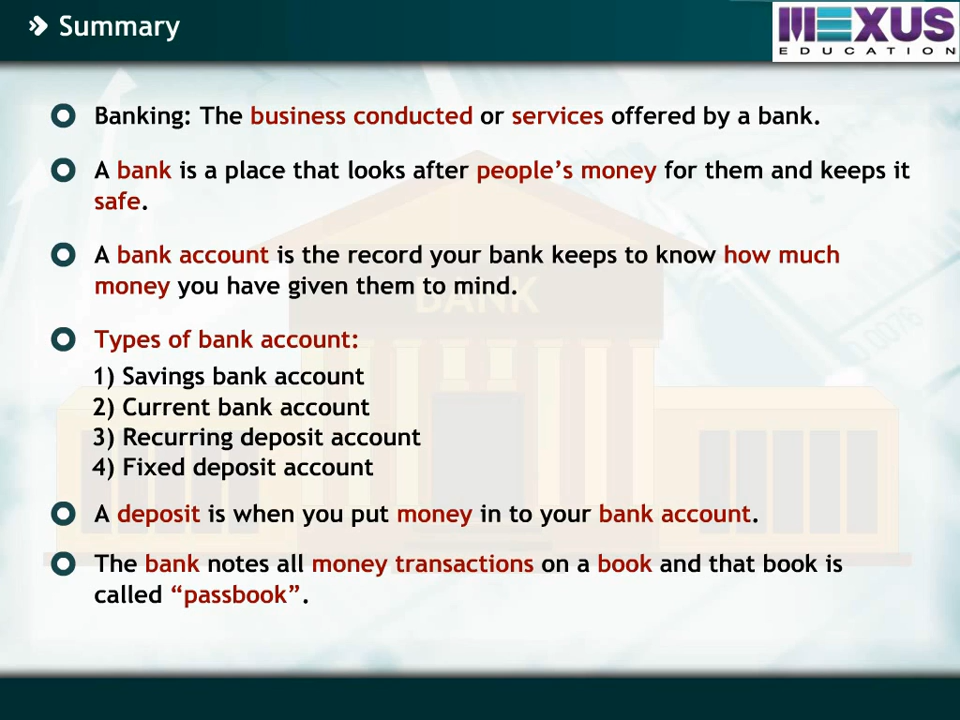 Summary
MEXUS
EDUCATION
Banking: The business conducted or services offered by a bank.
A bank is a place that looks after people’s money for them and keeps it
safe.
A bank account is the record your bank keeps to know how much
money you have given them to mind.
BANK
Types of bank account:
1) Savings bank account
2) Current bank account
3) Recurring deposit account
4) Fixed deposit account
A deposit is when you put money in to your bank account.
The bank notes all money transactions on a book and that book is
called “passbook”.